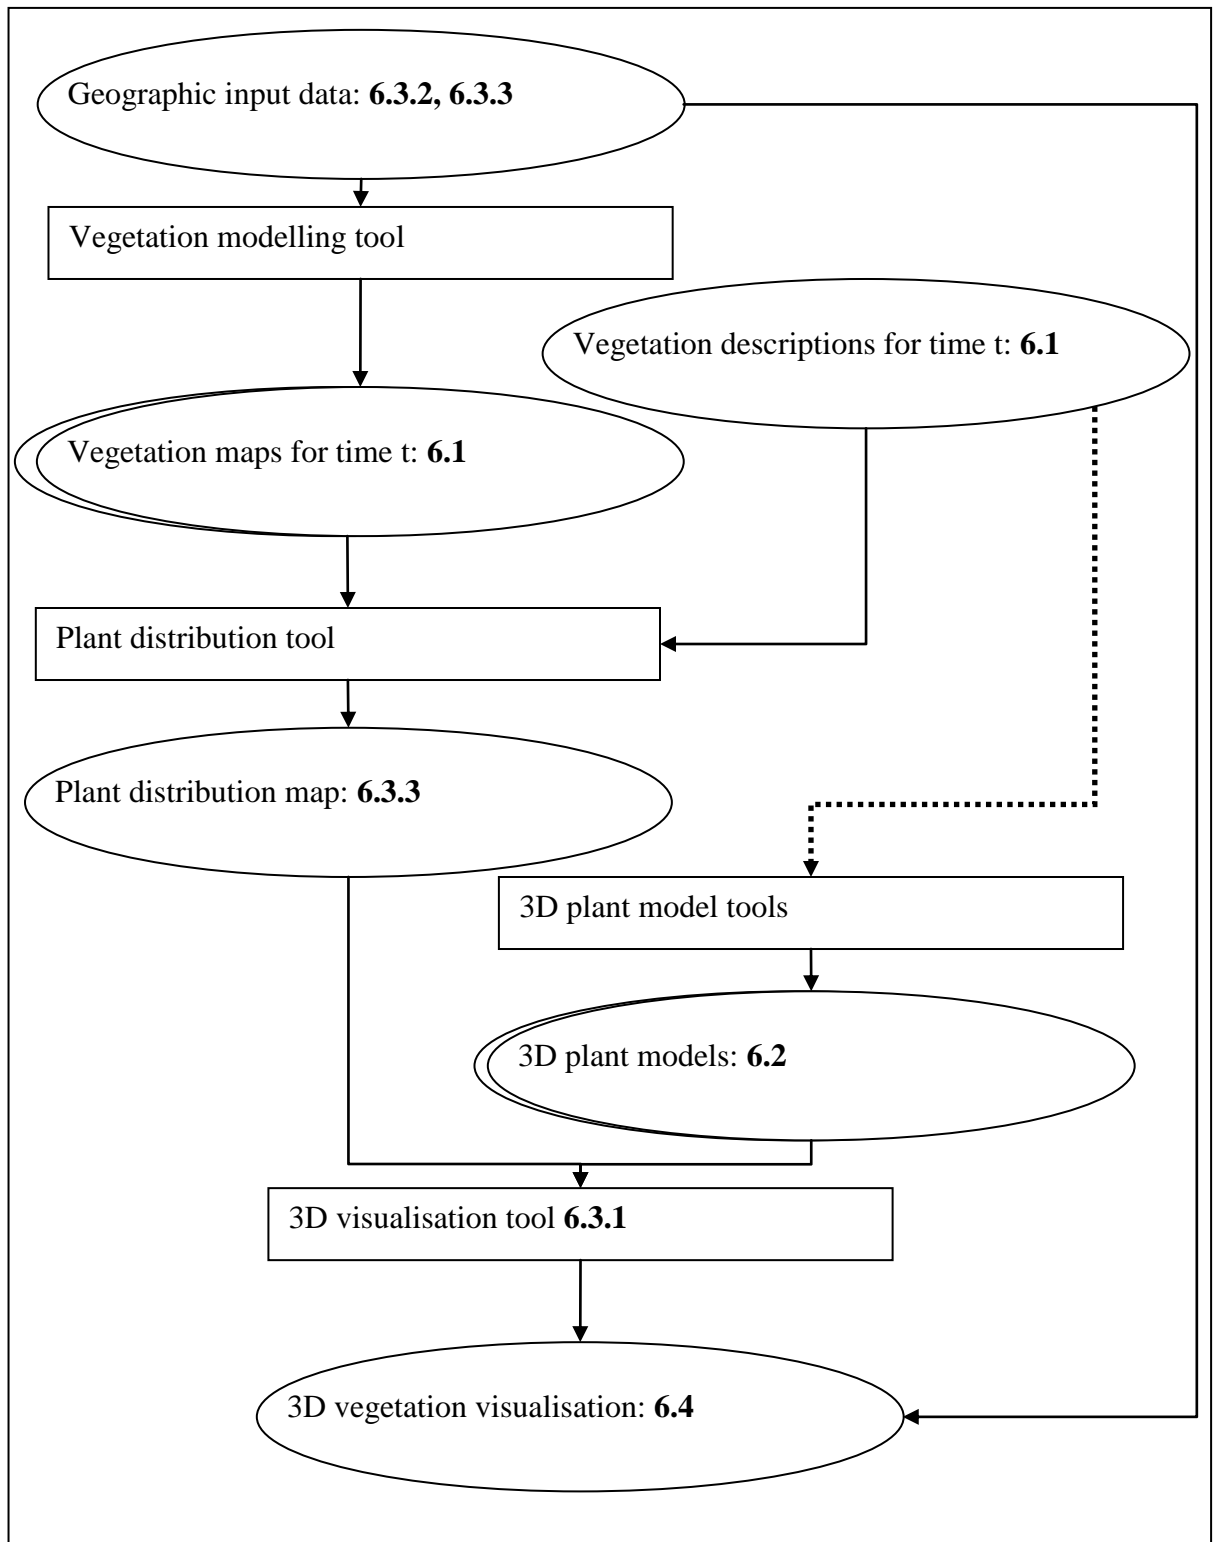 Geographic input data: 6.3.2, 6.3.3
Vegetation modelling tool
Vegetation descriptions for time t: 6.1
Vegetation maps for time t: 6.1
Plant distribution tool
Plant distribution map: 6.3.3
3D plant model tools
3D plant models: 6.2
3D visualisation tool 6.3.1
3D vegetation visualisation: 6.4